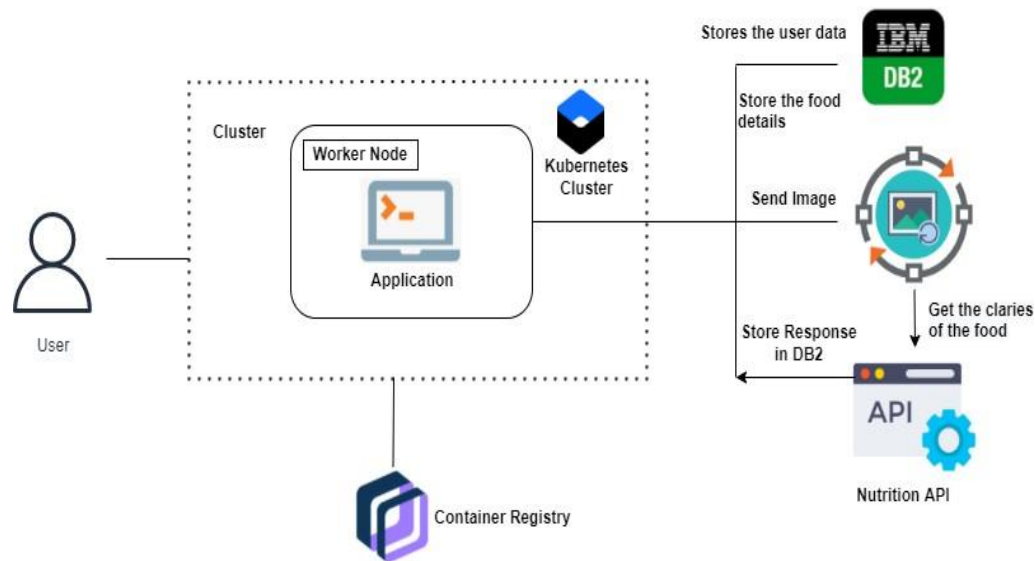 Stores the user data
IBM
DB2
Store the food
details
Cluster
Worker Node
Kubernetes
Cluster
Send Image
Application
User
Get the claries
of the food
Store Response
in DB2
API
Nutrition API
Container Registry